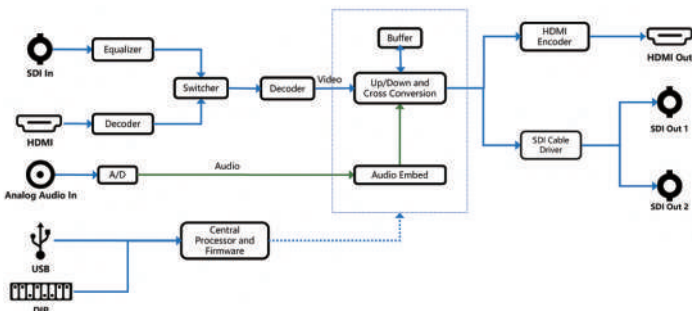 Buffer
HDMI
Encoder
HDMI Out
SDI In
Equalizer
Switcher
Decoder
Video
Up/Down and
Cross Conversion
HDMI
Decoder
SDI Out 1
SDI Cable
Driver
Analog Audio In
A/D
Audio
Audio Embed
SDI Out 2
USB
Central
Processor and
Firmware
DIP